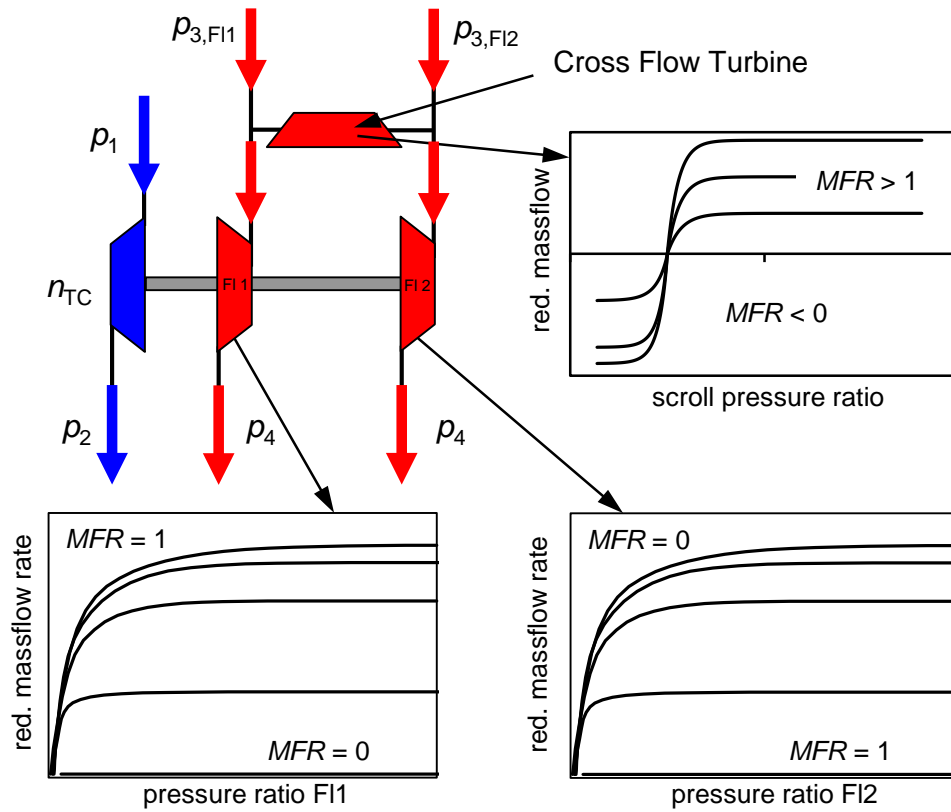 p3,Fl1
p3,Fl2
Cross Flow Turbine
p1
MFR > 1
red. massflow
nTC
Fl 1
Fl 2
MFR < 0
scroll pressure ratio
p2
p4
p4
MFR = 1
MFR = 0
red. massflow rate
red. massflow rate
MFR = 0
MFR = 1
pressure ratio Fl1
pressure ratio Fl2